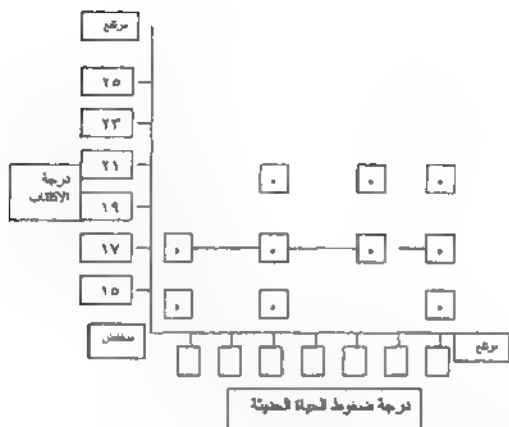 مرتفع
٢٥
٢٣
٢١
درجة
الاكتئاب
١٩
١٧
١٥
منخفض
مرتفع
درجة ضغوط الحياة الحديثة